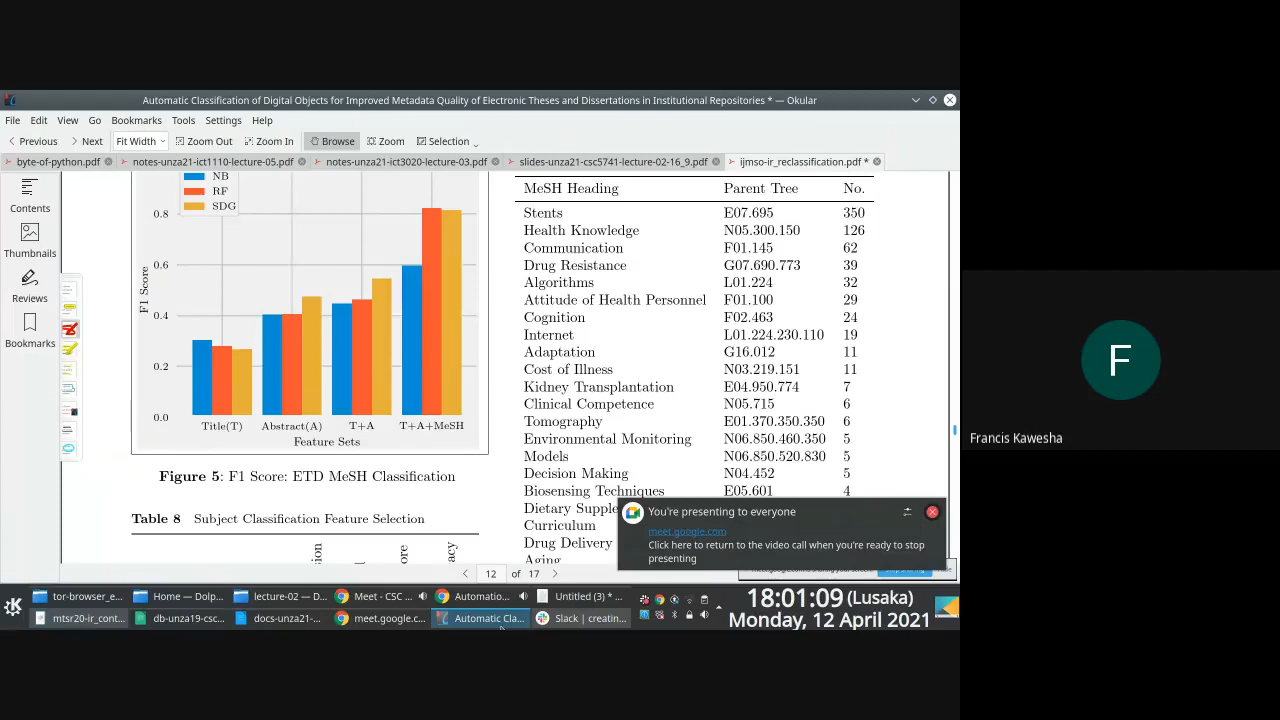 Automatic Classification of Digital Objects for Improved Metadata Quality of Electronic Theses and Dissertations in Institutional Repositories * — Okular
File Edit View Go Bookmarks Tools Settings Help
Previous Next Fit Width Zoom Out Zoom In Browse Zoom Selection
byte-of-python.pdf notes-unza21-ict1110-lecture-05.pdf notes-unza21-ict3020-lecture-03.pdf slides-unza21-csc5741-lecture-02-16_9.pdf ijmso-ir_reclassification.pdf *
Contents
Thumbnails
Reviews
Bookmarks
NB
RF
SDG
0.8
0.6
0.4
0.2
0.0
F1 Score
Title(T) Abstract(A) T+A T+A+MeSH
Feature Sets
Figure 5: F1 Score: ETD MeSH Classification
Table 8 Subject Classification Feature Selection
MeSH Heading Parent Tree No.
Stents E07.695 350
Health Knowledge N05.300.150 126
Communication F01.145 62
Drug Resistance G07.690.773 39
Algorithms L01.224 32
Attitude of Health Personnel F01.100 29
Cognition F02.463 24
Internet L01.224.230.110 19
Adaptation G16.012 11
Cost of Illness N03.219.151 11
Kidney Transplantation E04.950.774 7
Clinical Competence N05.715 6
Tomography E01.370.350.350 6
Environmental Monitoring N06.850.460.350 5
Models N06.850.520.830 5
Decision Making N04.452 5
Biosensing Techniques E05.601 4
Dietary Supple
Curriculum
Drug Delivery
Aging
You're presenting to everyone
meet.google.com
Click here to return to the video call when you're ready to stop
presenting
12 of 17
tor-browser_e... Home — Dolp... lecture-02 — D... Meet - CSC ... Automatio... Untitled (3) * ...
mtsr20-ir_cont... db-unza19-csc... docs-unza21-... meet.google.c... Automatic Cla... Slack | creatin...
18:01:09 (Lusaka)
Monday, 12 April 2021
F
Francis Kawesha